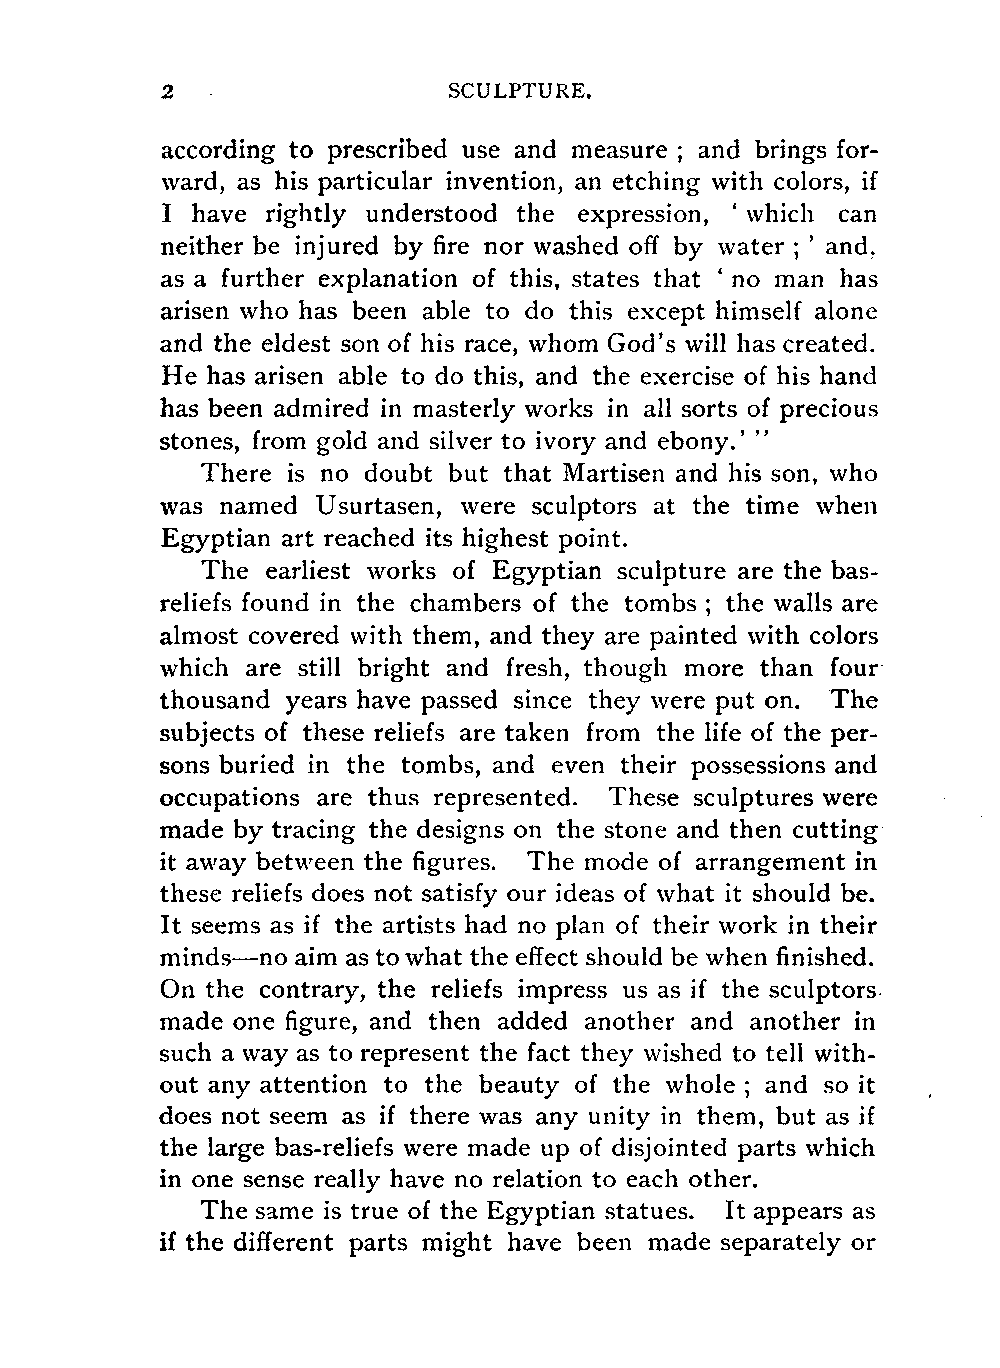 2 SCULPTURE.
according to prescribed use and measure ; and brings for-
ward, as his particular invention, an etching with colors, if
I have rightly understood the expression, ‘ which can
neither be injured by fire nor washed off by water ; ’ and,
as a further explanation of this, states that ‘ no man has
arisen who has been able to do this except himself alone
and the eldest son of his race, whom God’s will has created.
He has arisen able to do this, and the exercise of his hand
has been admired in masterly works in all sorts of precious
stones, from gold and silver to ivory and ebony.’ ”
There is no doubt but that Martisen and his son, who
was named Usurtasen, were sculptors at the time when
Egyptian art reached its highest point.
The earliest works of Egyptian sculpture are the bas-
reliefs found in the chambers of the tombs ; the walls are
almost covered with them, and they are painted with colors
which are still bright and fresh, though more than four
thousand years have passed since they were put on. The
subjects of these reliefs are taken from the life of the per-
sons buried in the tombs, and even their possessions and
occupations are thus represented. These sculptures were
made by tracing the designs on the stone and then cutting
it away between the figures. The mode of arrangement in
these reliefs does not satisfy our ideas of what it should be.
It seems as if the artists had no plan of their work in their
minds—no aim as to what the effect should be when finished.
On the contrary, the reliefs impress us as if the sculptors
made one figure, and then added another and another in
such a way as to represent the fact they wished to tell with-
out any attention to the beauty of the whole ; and so it
does not seem as if there was any unity in them, but as if
the large bas-reliefs were made up of disjointed parts which
in one sense really have no relation to each other.
The same is true of the Egyptian statues. It appears as
if the different parts might have been made separately or